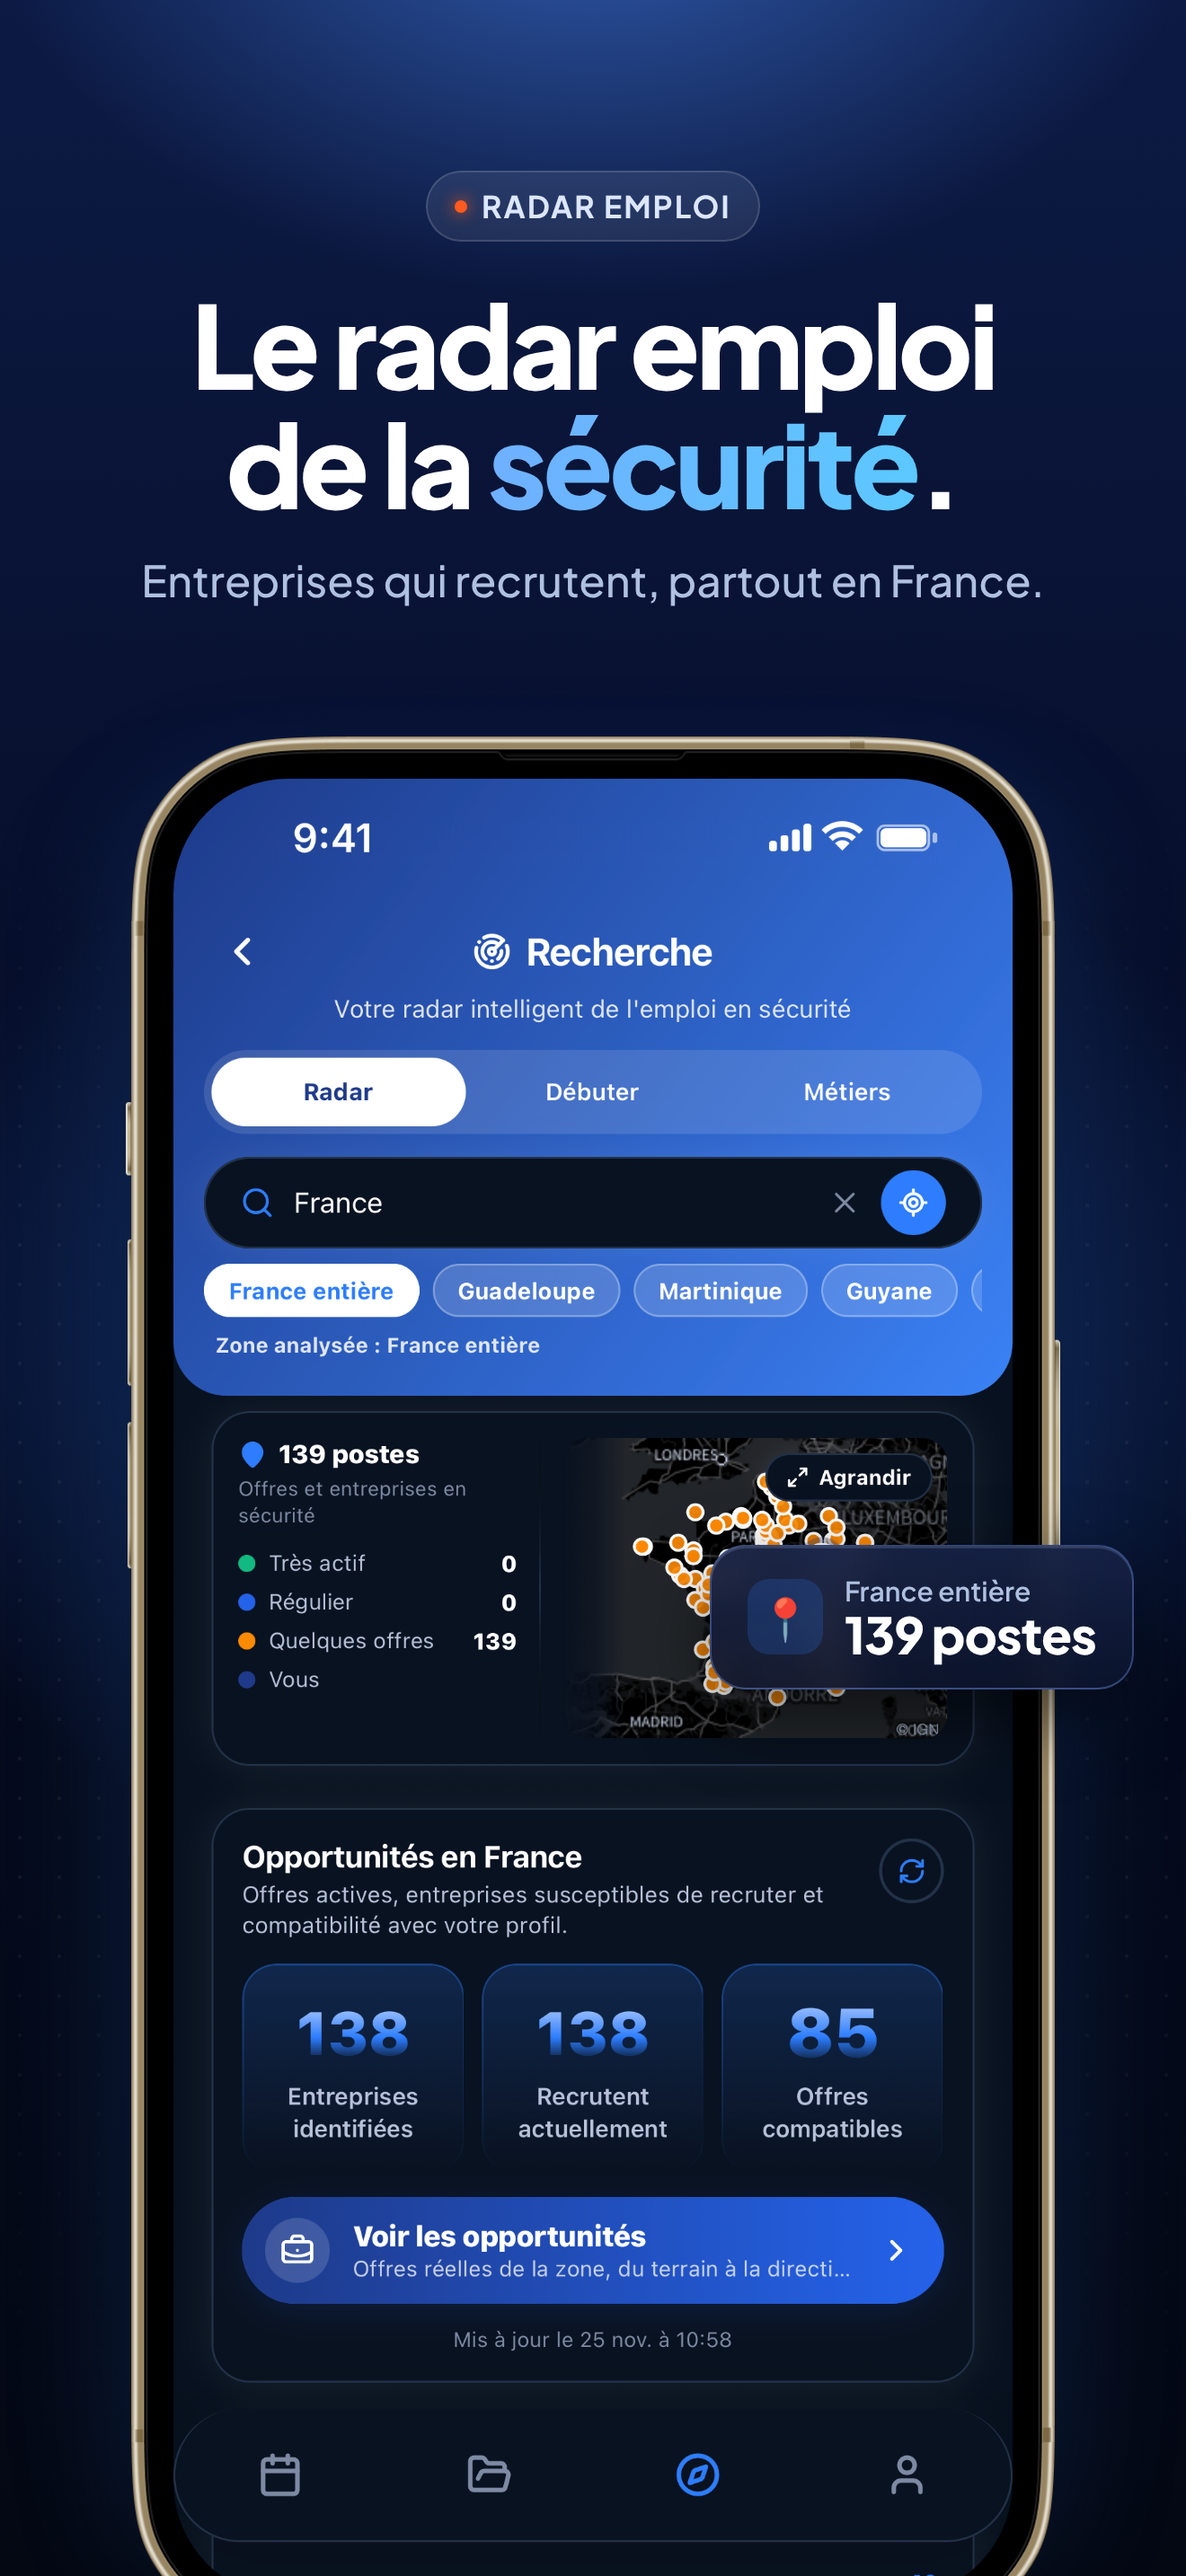 RADAR EMPLOI
Le radar emploi
de la sécurité.
Entreprises qui recrutent, partout en France.
9:41
Recherche
Votre radar intelligent de l'emploi en sécurité
Radar
Débuter
Métiers
France
France entière
Guadeloupe
Martinique
Guyane
Zone analysée : France entière
139 postes
Offres et entreprises en
sécurité
Très actif 0
Régulier 0
Quelques offres 139
Vous
LONDRES
Agrandir
LUXEMBOUR
PAR
ANDORRE
MADRID
© IGN
France entière
139 postes
Opportunités en France
Offres actives, entreprises susceptibles de recruter et
compatibilité avec votre profil.
138
Entreprises
identifiées
138
Recrutent
actuellement
85
Offres
compatibles
Voir les opportunités
Offres réelles de la zone, du terrain à la directi...
Mis à jour le 25 nov. à 10:58